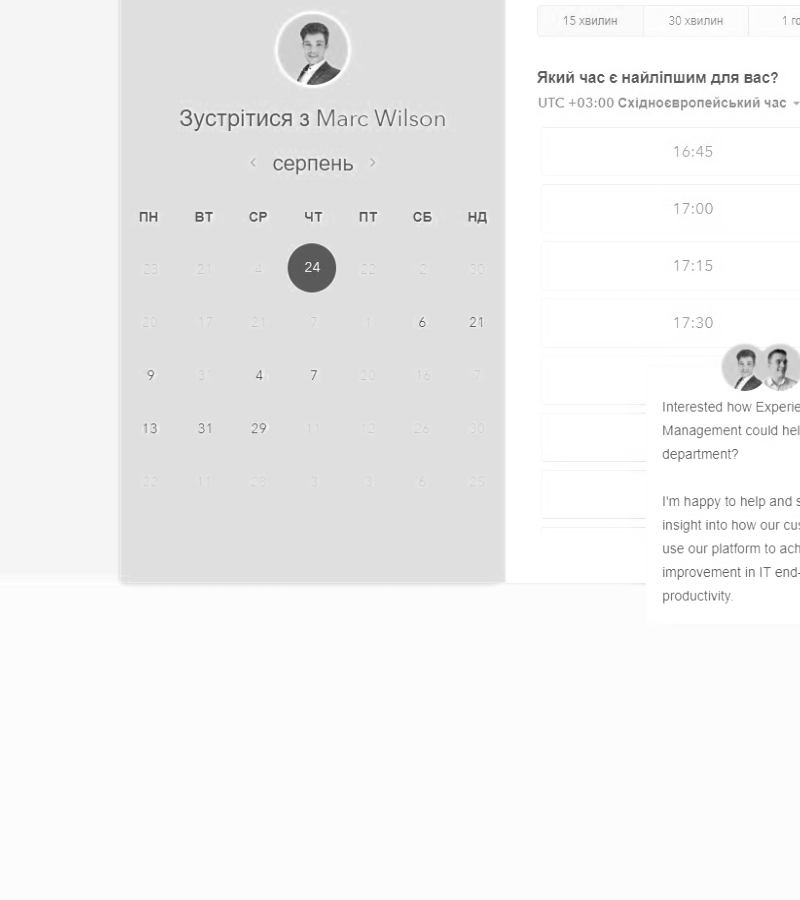 15 хвилин 30 хвилин 1 го
Зустрітися з Marc Wilson
серпень
ПН ВТ СР ЧТ ПТ СБ НД
23 21 4 24 22 2 30
20 17 21 7 1 6 21
9 31 4 7 20 16 7
13 31 29 11 12 26 30
22 11 23 3 3 6 25
Який час є найліпшим для вас?
UTC +03:00 Східноєвропейський час
16:45
17:00
17:15
17:30
Interested how Experie
Management could hel
department?
I'm happy to help and s
insight into how our cus
use our platform to ach
improvement in IT end-
productivity.